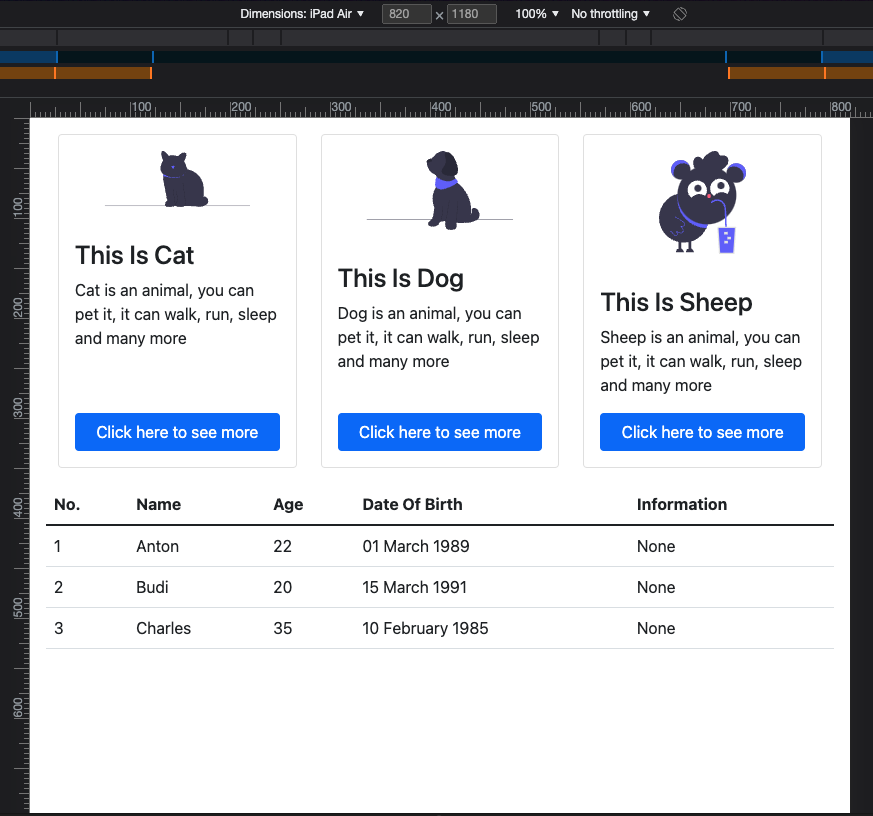 Dimensions: iPad Air ▼ 820 × 1180 100% ▼ No throttling ▼
100 200 300 400 500 600 700 800
100
200
300
400
500
600
This Is Cat
Cat is an animal, you can
pet it, it can walk, run, sleep
and many more
Click here to see more
This Is Dog
Dog is an animal, you can
pet it, it can walk, run, sleep
and many more
Click here to see more
This Is Sheep
Sheep is an animal, you can
pet it, it can walk, run, sleep
and many more
Click here to see more
No. Name Age Date Of Birth Information
1 Anton 22 01 March 1989 None
2 Budi 20 15 March 1991 None
3 Charles 35 10 February 1985 None